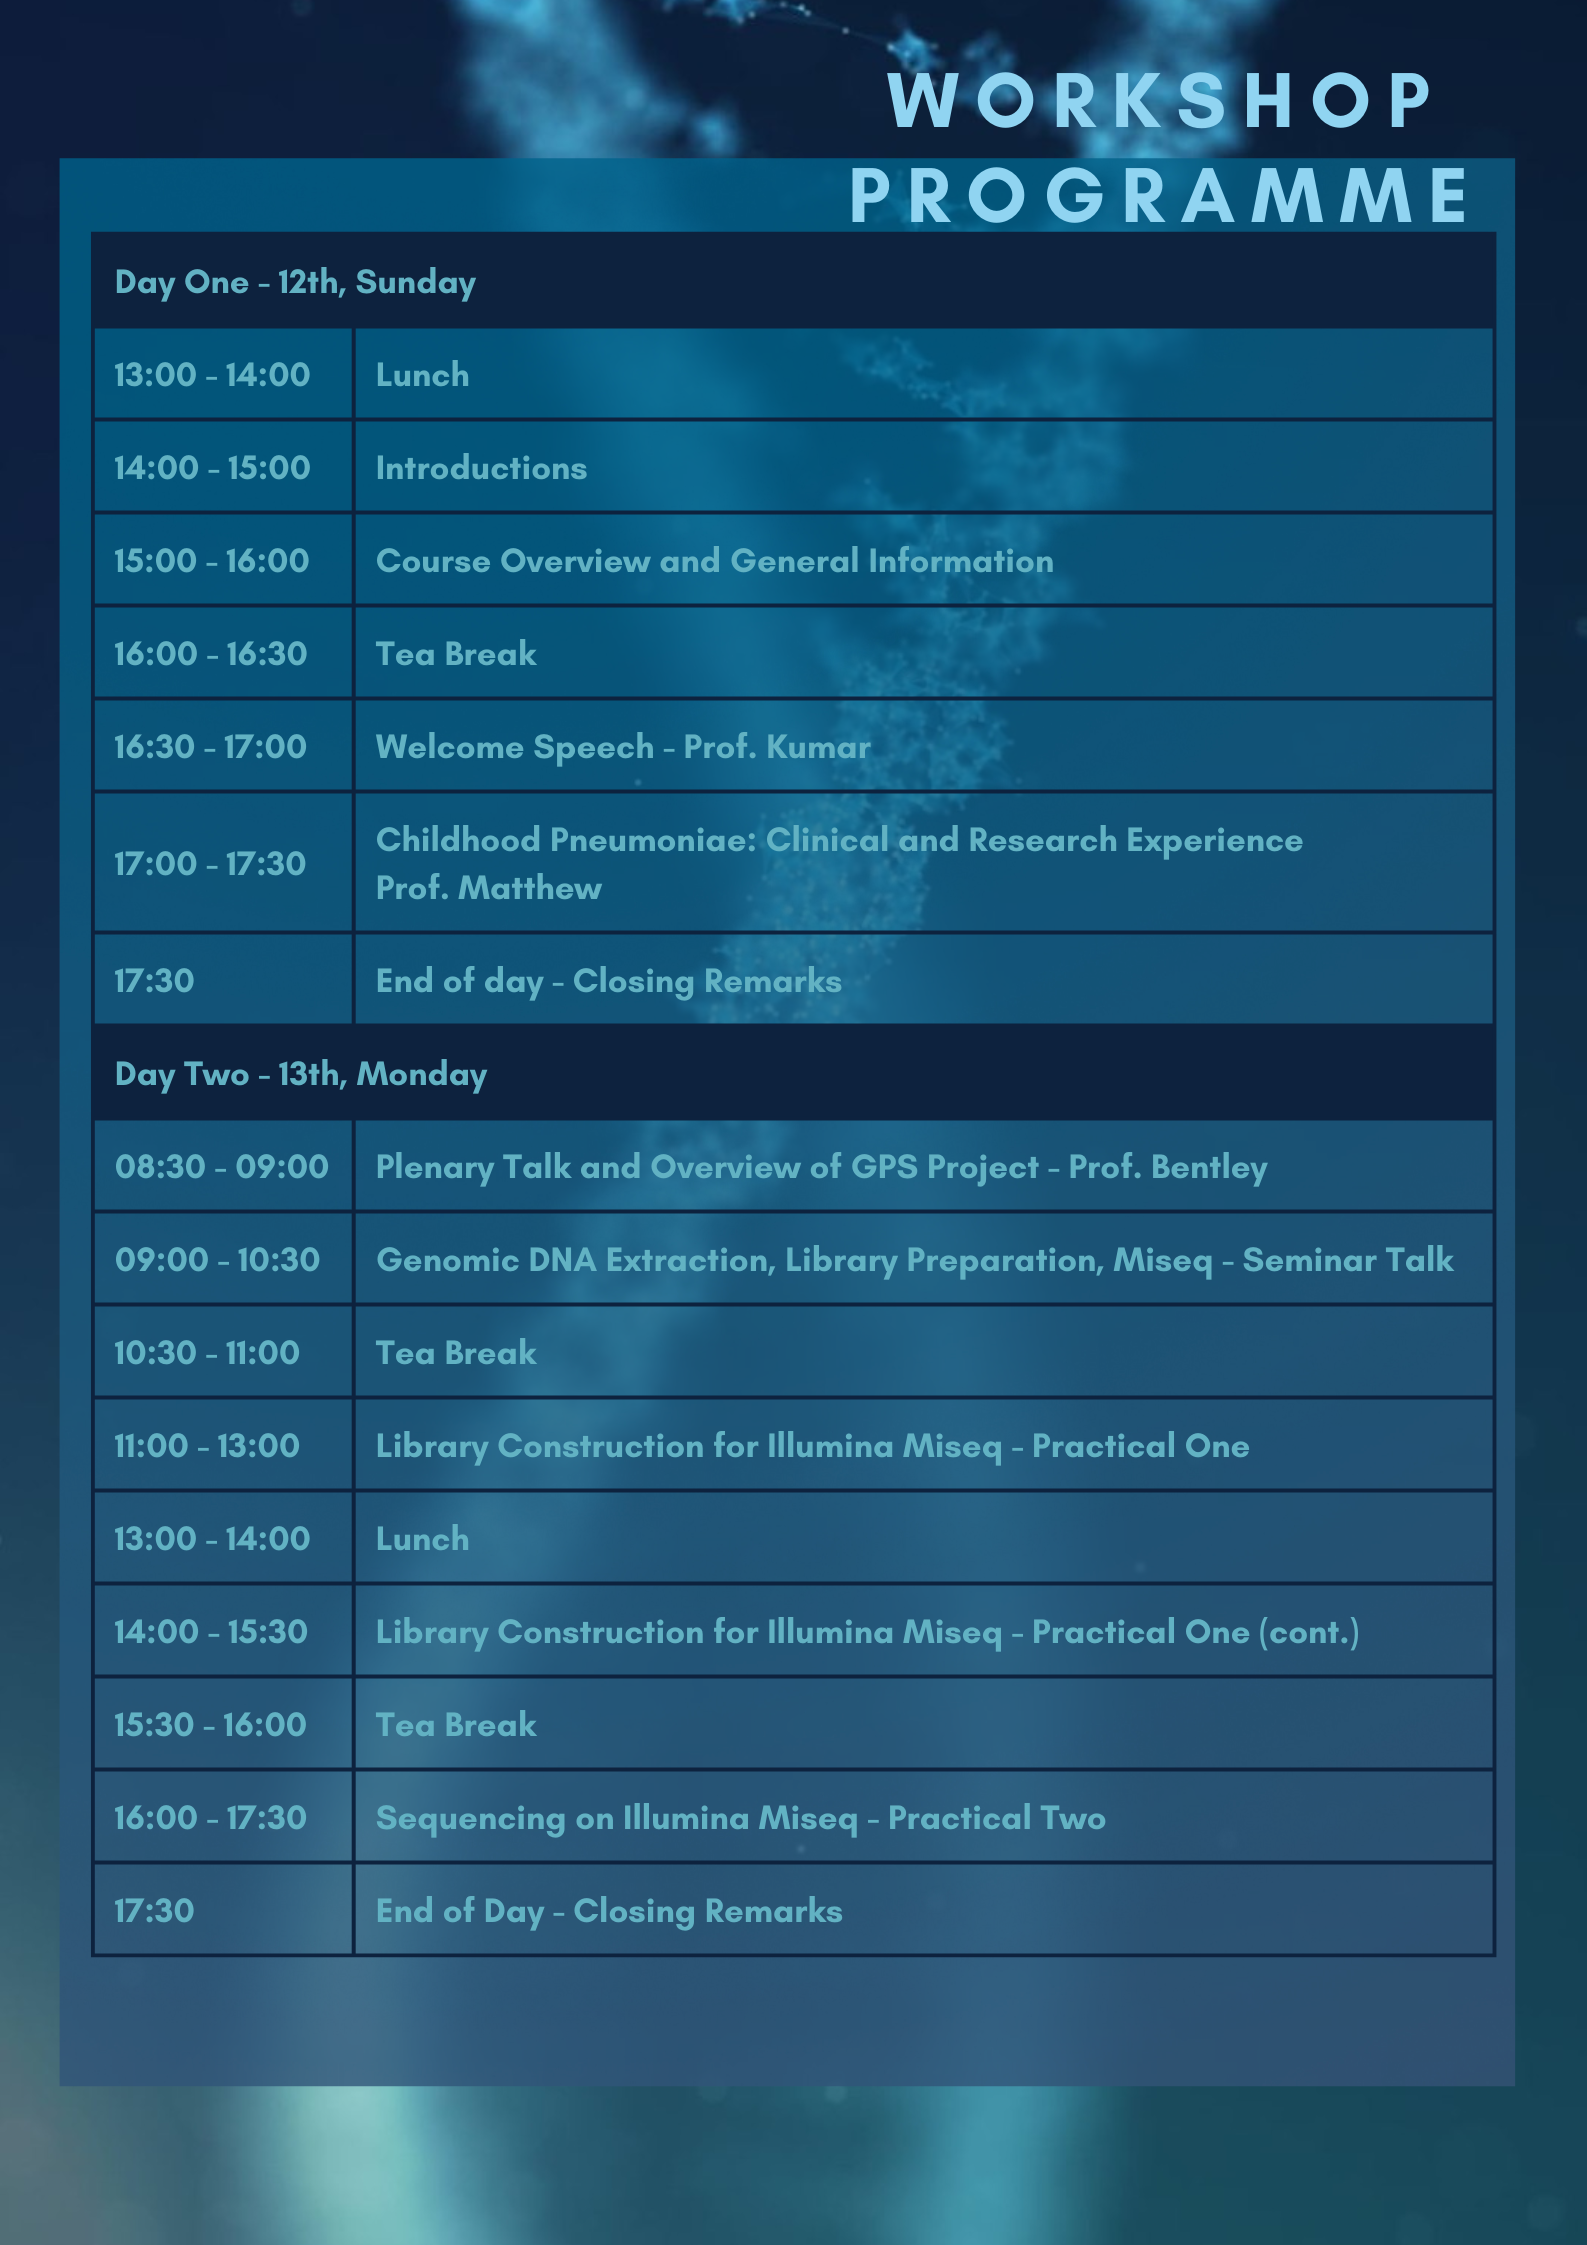 WORKSHOP
PROGRAMME
Day One - 12th, Sunday
13:00 - 14:00 Lunch
14:00 - 15:00 Introductions
15:00 - 16:00 Course Overview and General Information
16:00 - 16:30 Tea Break
16:30 - 17:00 Welcome Speech - Prof. Kumar
17:00 - 17:30 Childhood Pneumoniae: Clinical and Research Experience
Prof. Matthew
17:30 End of day - Closing Remarks
Day Two - 13th, Monday
08:30 - 09:00 Plenary Talk and Overview of GPS Project - Prof. Bentley
09:00 - 10:30 Genomic DNA Extraction, Library Preparation, Miseq - Seminar Talk
10:30 - 11:00 Tea Break
11:00 - 13:00 Library Construction for Illumina Miseq - Practical One
13:00 - 14:00 Lunch
14:00 - 15:30 Library Construction for Illumina Miseq - Practical One (cont.)
15:30 - 16:00 Tea Break
16:00 - 17:30 Sequencing on Illumina Miseq - Practical Two
17:30 End of Day - Closing Remarks